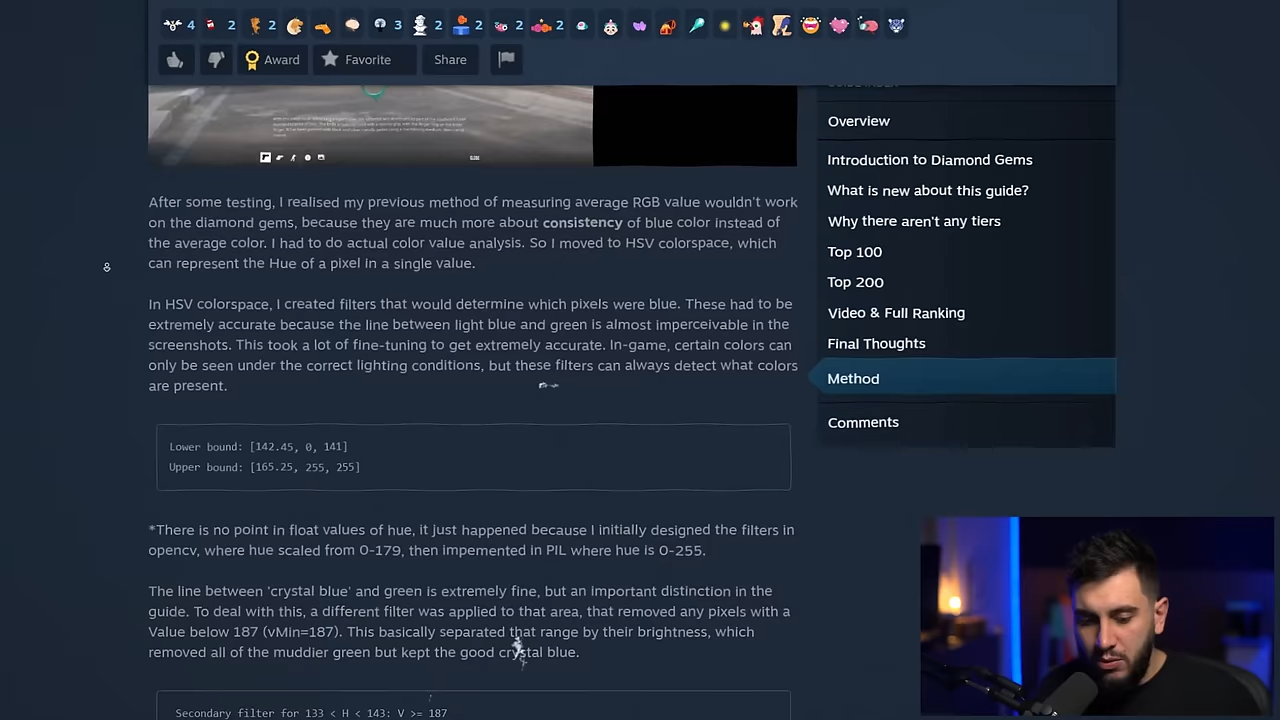 4 2 2 3 2 2 2 2
Award Favorite Share
Overview
Introduction to Diamond Gems
What is new about this guide?
Why there aren't any tiers
Top 100
Top 200
Video & Full Ranking
Final Thoughts
Method
Comments
After some testing, I realised my previous method of measuring average RGB value wouldn't work
on the diamond gems, because they are much more about consistency of blue color instead of
the average color. I had to do actual color value analysis. So I moved to HSV colorspace, which
can represent the Hue of a pixel in a single value.
In HSV colorspace, I created filters that would determine which pixels were blue. These had to be
extremely accurate because the line between light blue and green is almost imperceivable in the
screenshots. This took a lot of fine-tuning to get extremely accurate. In-game, certain colors can
only be seen under the correct lighting conditions, but these filters can always detect what colors
are present.
Lower bound: [142.45, 0, 141]
Upper bound: [165.25, 255, 255]
*There is no point in float values of hue, it just happened because I initially designed the filters in
opencv, where hue scaled from 0-179, then impemented in PIL where hue is 0-255.
The line between 'crystal blue' and green is extremely fine, but an important distinction in the
guide. To deal with this, a different filter was applied to that area, that removed any pixels with a
Value below 187 (vMin=187). This basically separated that range by their brightness, which
removed all of the muddier green but kept the good crystal blue.
Secondary filter for 133 < H < 143: V >= 187